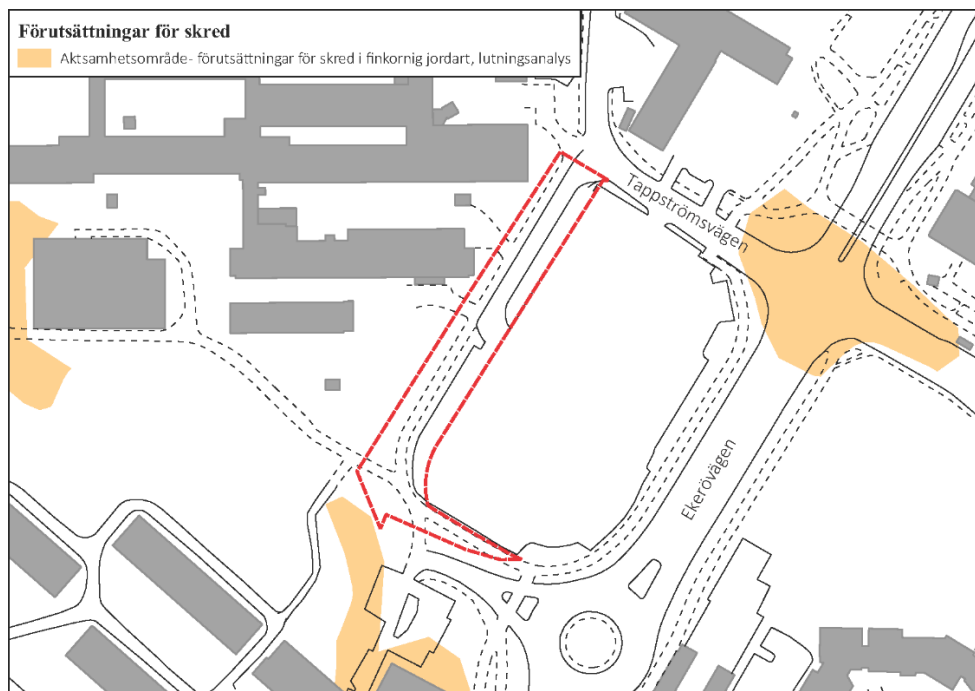 Förutsättningar för skred
Aktsamhetsområde- förutsättningar för skred i finkornig jordart, lutningsanalys
Tappströmsvägen
Ekerövägen